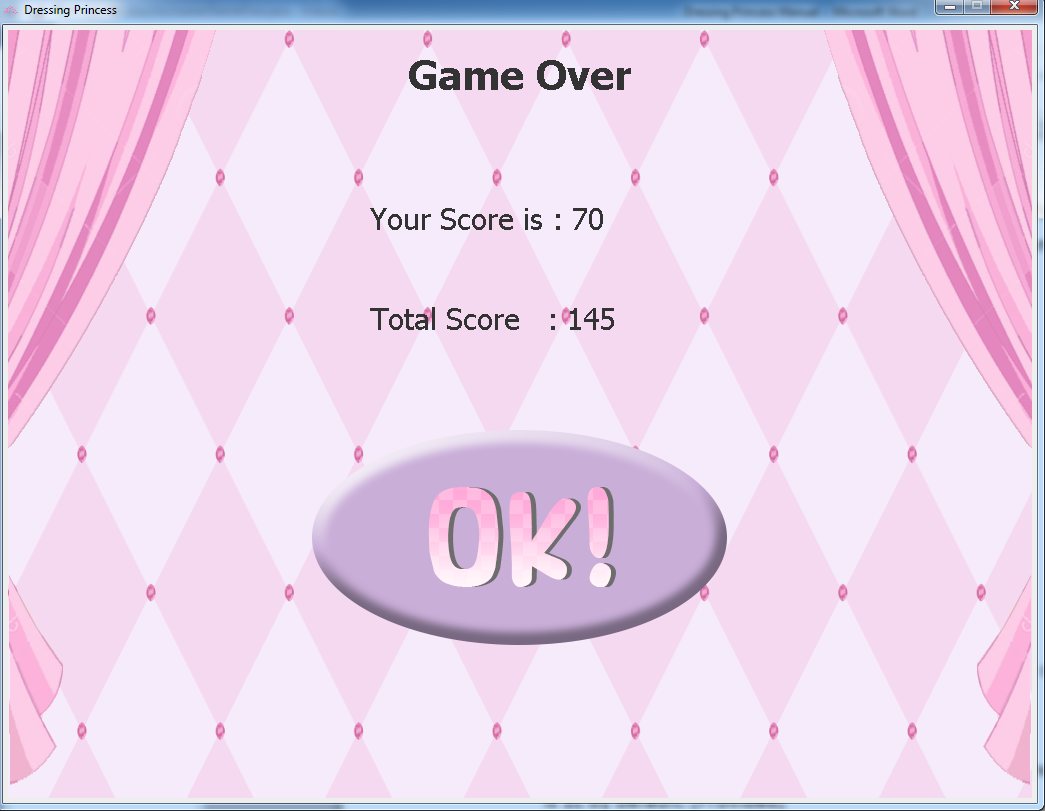 Dressing Princess
Game Over
Your Score is : 70
Total Score : 145
OK!